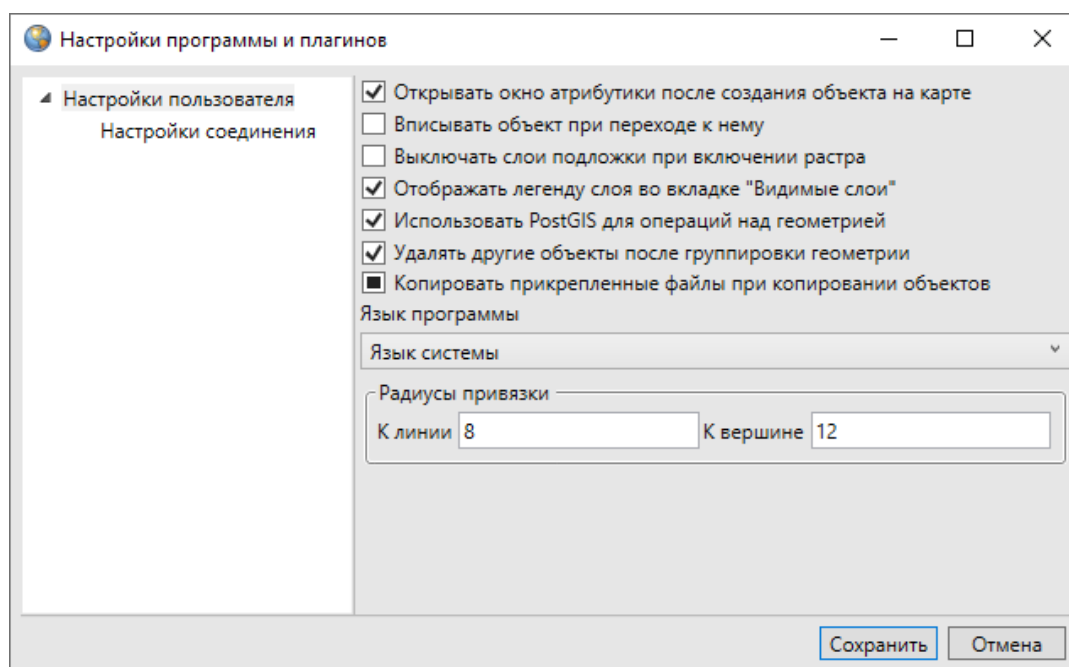 Настройки программы и плагинов
Настройки пользователя
Настройки соединения
Открывать окно атрибутики после создания объекта на карте
Вписывать объект при переходе к нему
Выключать слои подложки при включении растра
Отображать легенду слоя во вкладке "Видимые слои"
Использовать PostGIS для операций над геометрией
Удалять другие объекты после группировки геометрии
Копировать прикрепленные файлы при копировании объектов
Язык программы
Язык системы
Радиусы привязки
К линии 8 К вершине 12
Сохранить Отмена